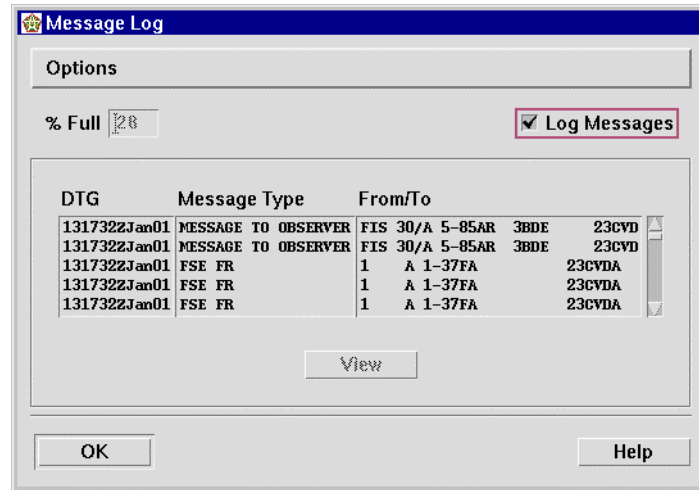 Message Log
Options
% Full 28
Log Messages
DTG Message Type From/To
131732ZJan01 MESSAGE TO OBSERVER FIS 30/A 5-85AR 3BDE 23CVD
131732ZJan01 MESSAGE TO OBSERVER FIS 30/A 5-85AR 3BDE 23CVD
131732ZJan01 FSE FR 1 A 1-37FA 23CVDA
131732ZJan01 FSE FR 1 A 1-37FA 23CVDA
131732ZJan01 FSE FR 1 A 1-37FA 23CVDA
View
OK Help